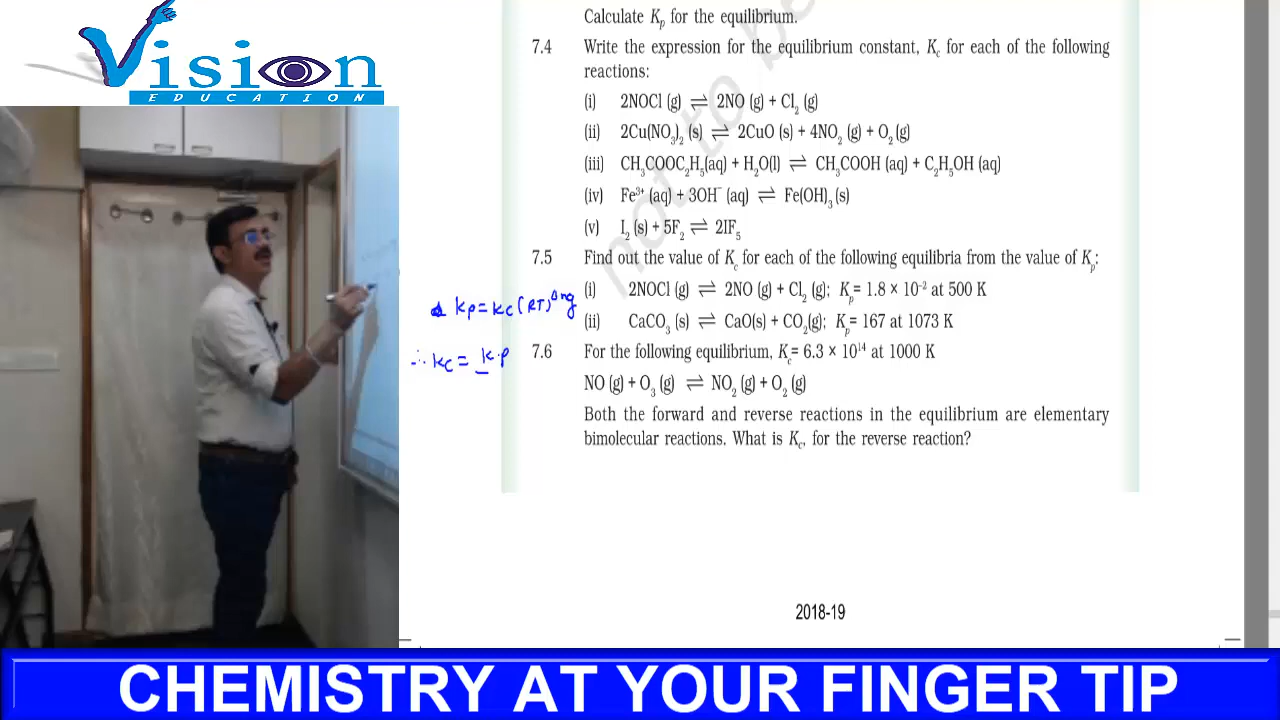 Vision
EDUCATION
Calculate Kp for the equilibrium.
7.4 Write the expression for the equilibrium constant, Kc for each of the following
reactions:
(i) 2NOCl (g) ⇌ 2NO (g) + Cl2 (g)
(ii) 2Cu(NO3)2 (s) ⇌ 2CuO (s) + 4NO2 (g) + O2 (g)
(iii) CH3COOC2H5(aq) + H2O(l) ⇌ CH3COOH (aq) + C2H5OH (aq)
(iv) Fe3+ (aq) + 3OH– (aq) ⇌ Fe(OH)3 (s)
(v) I2 (s) + 5F2 ⇌ 2IF5
7.5 Find out the value of Kc for each of the following equilibria from the value of Kp:
(i) 2NOCl (g) ⇌ 2NO (g) + Cl2 (g); Kp= 1.8 × 10–2 at 500 K
Kp = Kc (RT)Δng
(ii) CaCO3 (s) ⇌ CaO(s) + CO2(g); Kp= 167 at 1073 K
∴ Kc = K.p
7.6 For the following equilibrium, Kc= 6.3 × 1014 at 1000 K
NO (g) + O3 (g) ⇌ NO2 (g) + O2 (g)
Both the forward and reverse reactions in the equilibrium are elementary
bimolecular reactions. What is Kc, for the reverse reaction?
not to be
2018-19
CHEMISTRY AT YOUR FINGER TIP